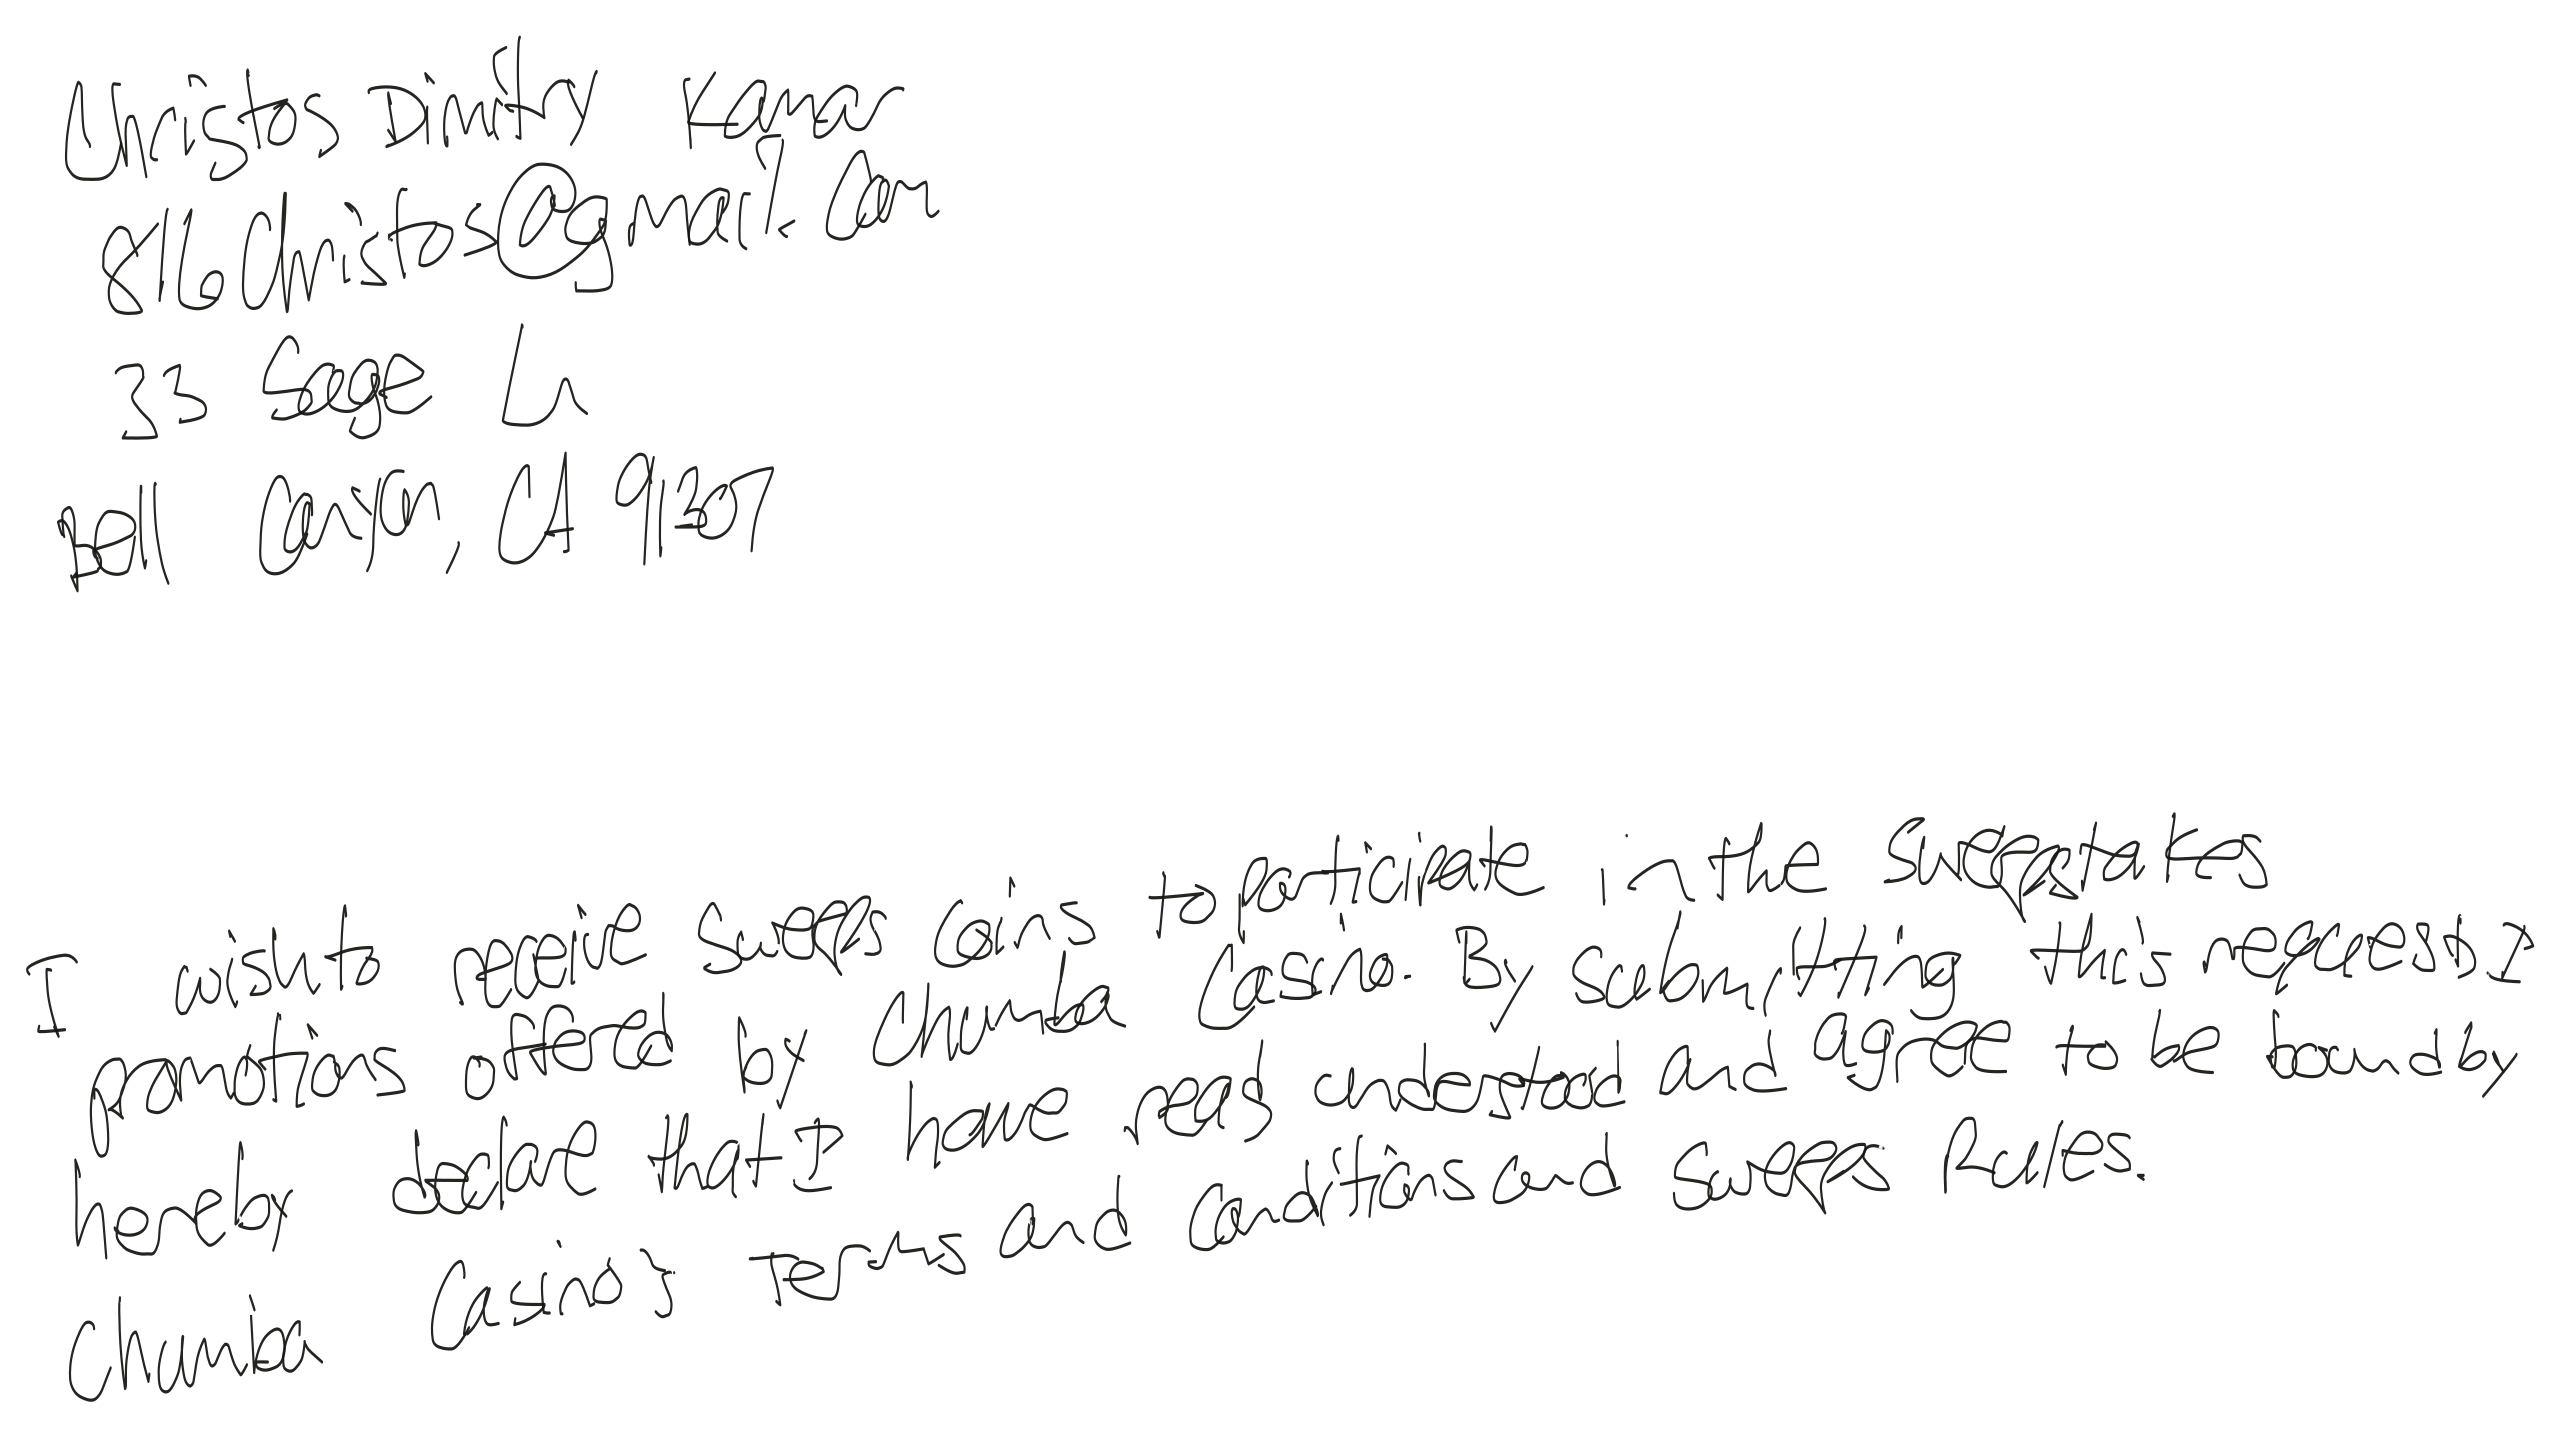 Christos Dimitry Kamar
816Christos@gmail.com
33 Sage Ln
Bell Canyon, CA 91307
I wish to receive sweeps coins to participate in the sweepstakes
promotions offered by Chumba Casino. By submitting this request, I
hereby declare that I have read understood and agree to be bound by
Chumba Casino's Terms and Conditions and Sweeps Rules.